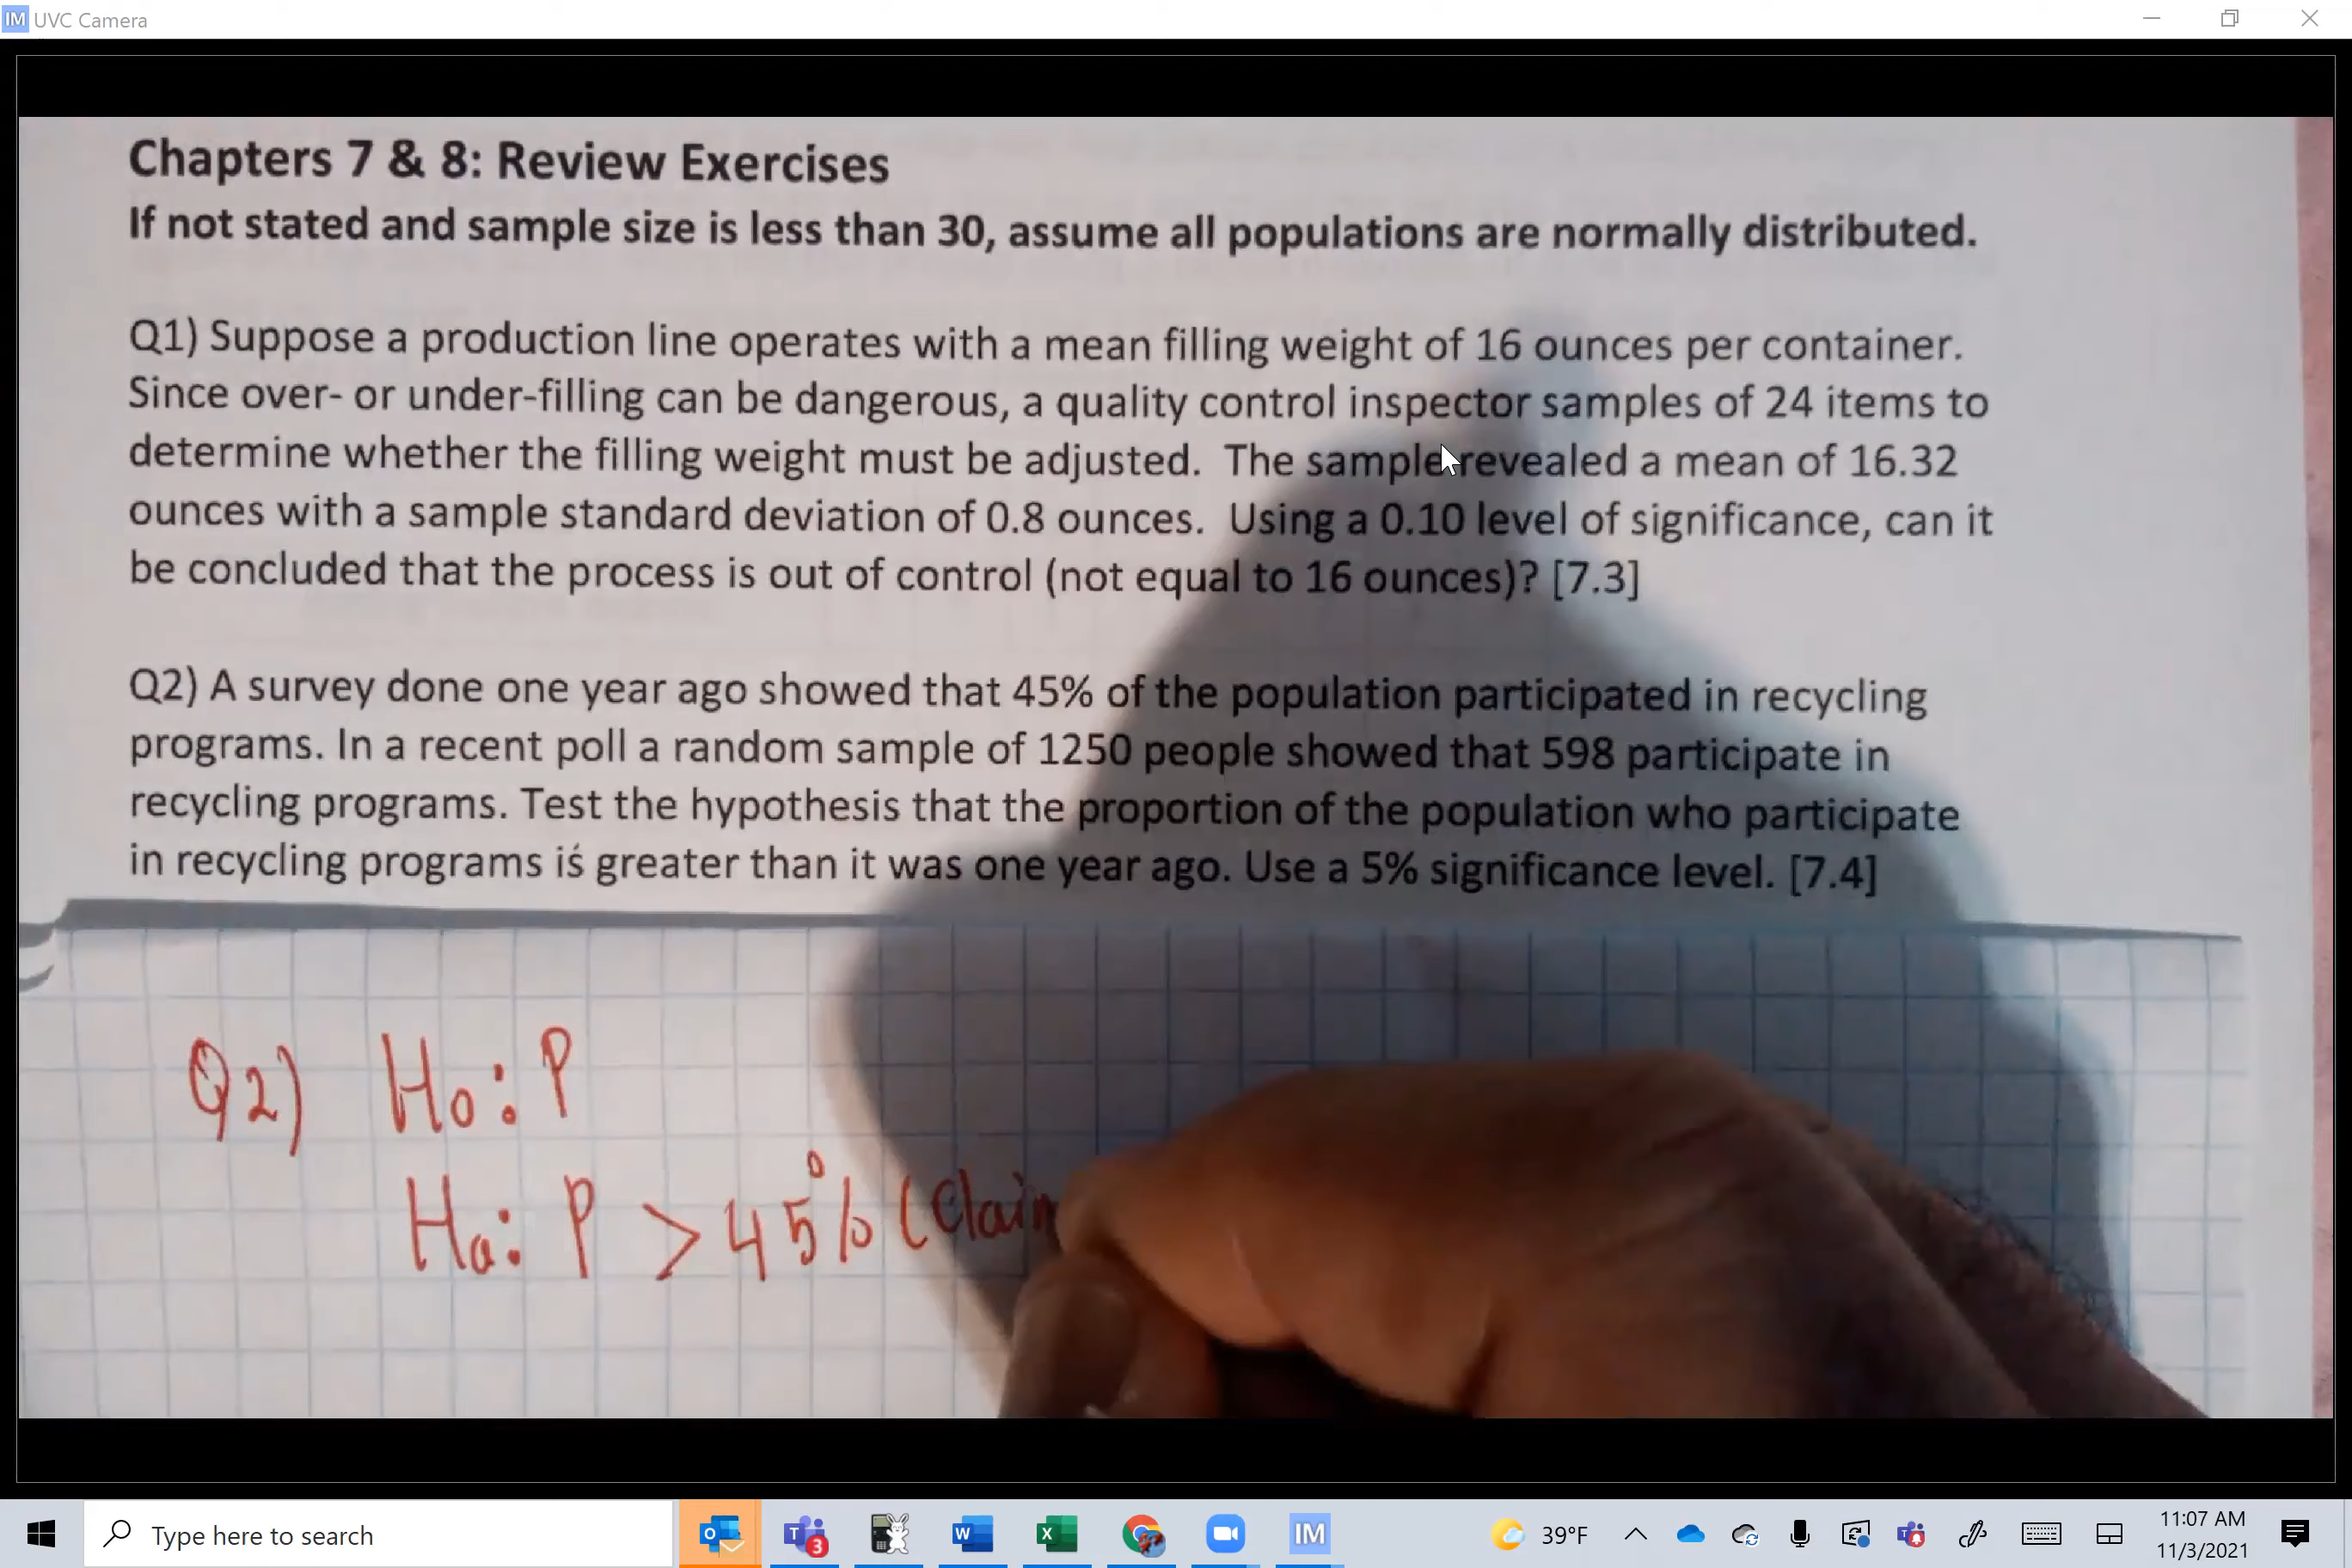 IM UVC Camera
Chapters 7 & 8: Review Exercises
If not stated and sample size is less than 30, assume all populations are normally distributed.
Q1) Suppose a production line operates with a mean filling weight of 16 ounces per container.
Since over- or under-filling can be dangerous, a quality control inspector samples of 24 items to
determine whether the filling weight must be adjusted. The sample revealed a mean of 16.32
ounces with a sample standard deviation of 0.8 ounces. Using a 0.10 level of significance, can it
be concluded that the process is out of control (not equal to 16 ounces)? [7.3]
Q2) A survey done one year ago showed that 45% of the population participated in recycling
programs. In a recent poll a random sample of 1250 people showed that 598 participate in
recycling programs. Test the hypothesis that the proportion of the population who participate
in recycling programs is greater than it was one year ago. Use a 5% significance level. [7.4]
Q2) Ho: P
Ha: P > 45% (Claim
Type here to search
O
T 3
W
X
IM
39°F
11:07 AM
11/3/2021